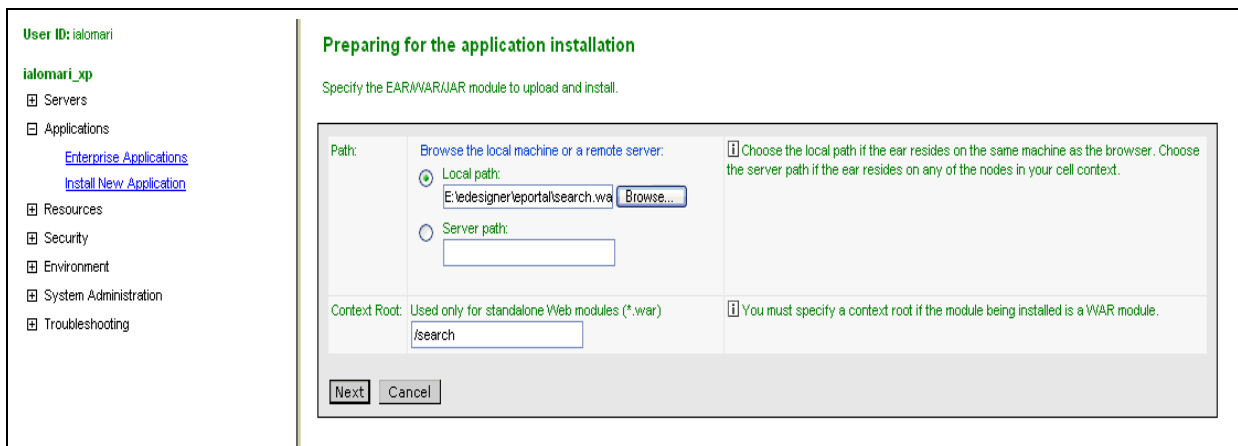 User ID: ialomari
ialomari_xp
Servers
Applications
Enterprise Applications
Install New Application
Resources
Security
Environment
System Administration
Troubleshooting
Preparing for the application installation
Specify the EAR/WAR/JAR module to upload and install.
Path:
Browse the local machine or a remote server:
Local path:
E:\edesigner\eportal\search.wa
Browse...
Server path:
Choose the local path if the ear resides on the same machine as the browser. Choose
the server path if the ear resides on any of the nodes in your cell context.
Context Root:
Used only for standalone Web modules (*.war)
/search
You must specify a context root if the module being installed is a WAR module.
Next
Cancel